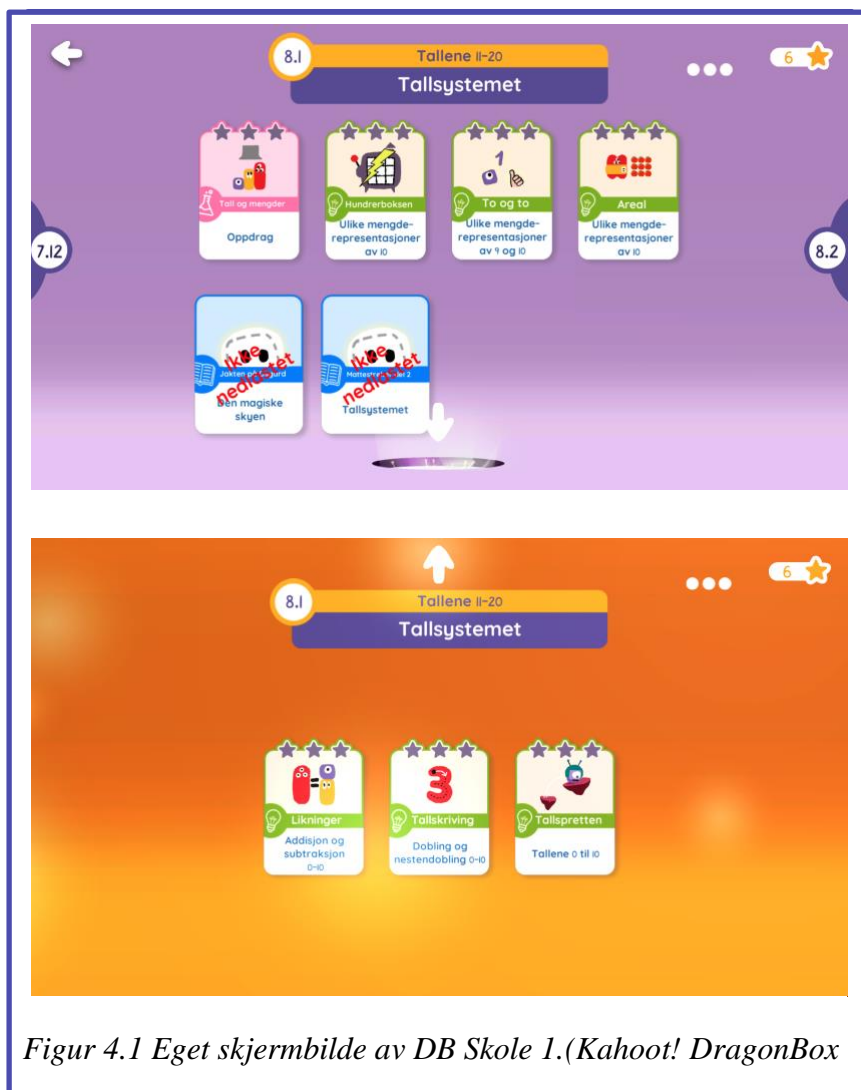 8.1
Tallene 11-20
Tallsystemet
6
Tall og mengder
Oppdrag
Hundrerboksen
Ulike mengde-
representasjoner
av 10
1
To og to
Ulike mengde-
representasjoner
av 9 og 10
Areal
Ulike mengde-
representasjoner
av 10
7.12
8.2
Ikke
nedlastet
Jakten på
Den magiske
skyen
Ikke
nedlastet
Tallsystemet
8.1
Tallene 11-20
Tallsystemet
6
Likninger
Addisjon og
subtraksjon
0-10
3
Tallskriving
Dobling og
nestendobling 0-10
Tallspretten
Tallene 0 til 10
Figur 4.1 Eget skjermbilde av DB Skole 1.(Kahoot! DragonBox